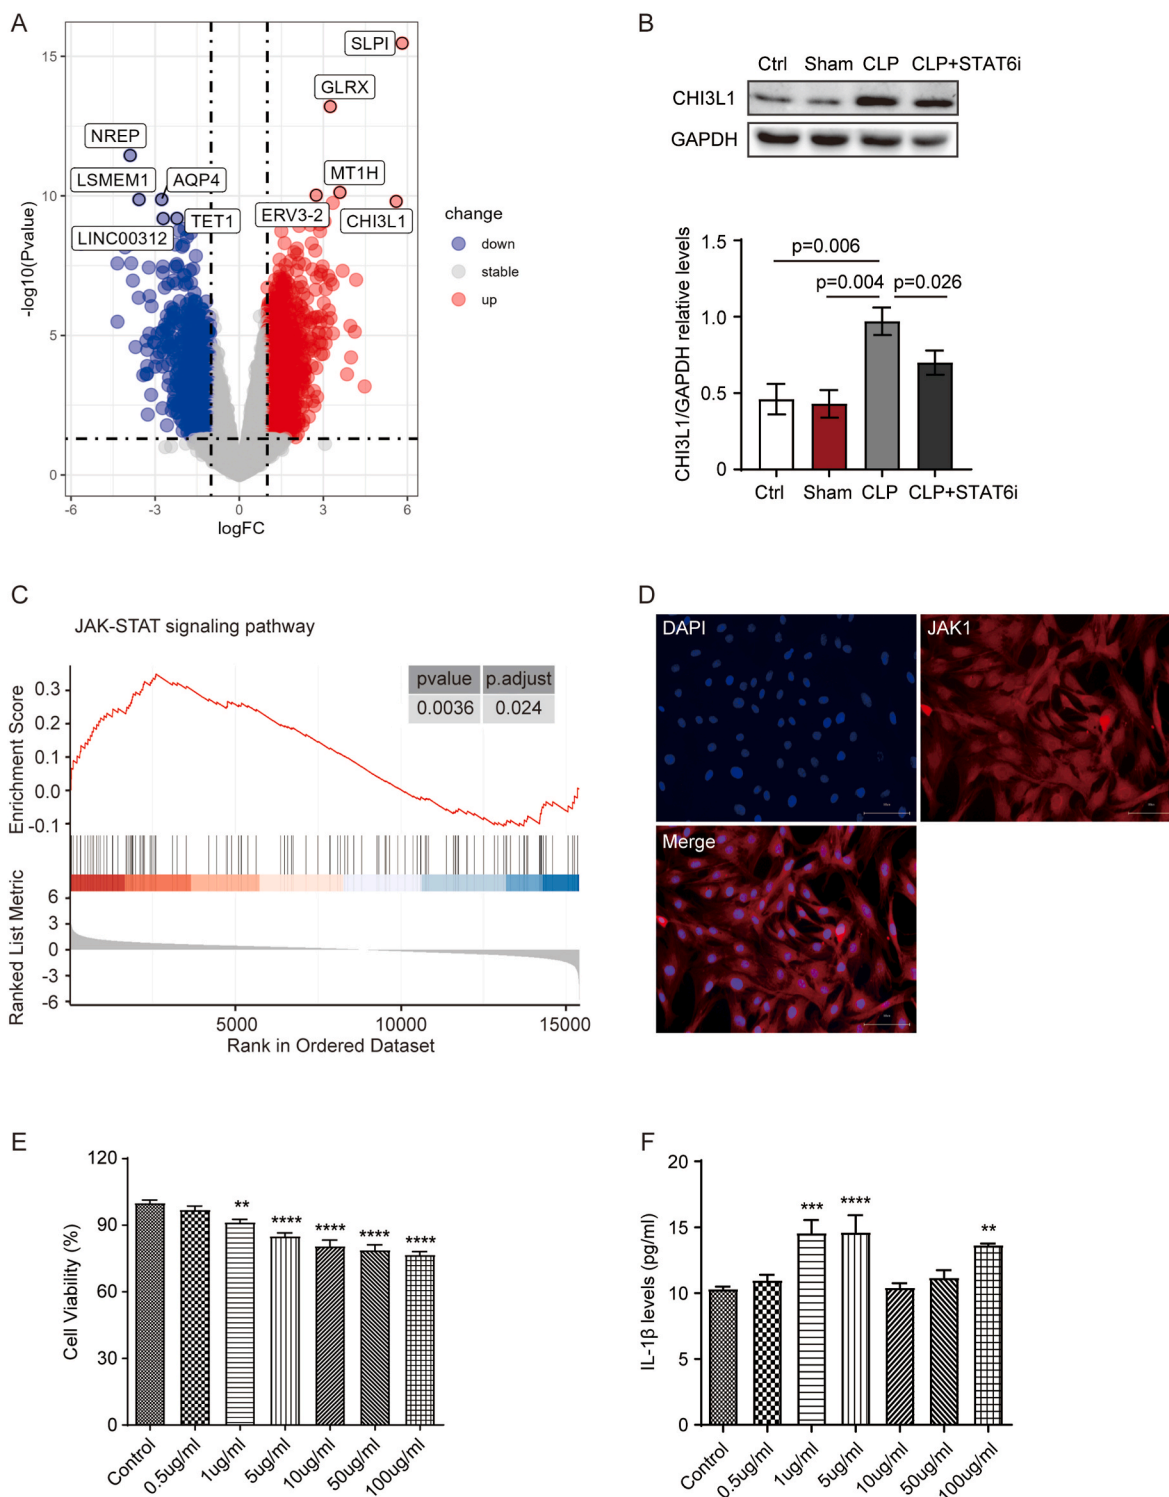 A
SLPI
GLRX
NREP
LSMEM1
AQP4
MT1H
ERV3-2
CHI3L1
TET1
LINC00312
15
10
5
0
-log10(Pvalue)
-6
-3
0
3
6
logFC
change
down
stable
up
B
Ctrl Sham CLP CLP+STAT6i
CHI3L1
GAPDH
CHI3L1/GAPDH relative levels
1.5
1.0
0.5
0
p=0.006
p=0.004
p=0.026
Ctrl Sham CLP CLP+STAT6i
C
JAK-STAT signaling pathway
pvalue p.adjust
0.0036 0.024
Enrichment Score
0.3
0.2
0.1
0.0
-0.1
Ranked List Metric
6
3
0
-3
-6
5000 10000 15000
Rank in Ordered Dataset
D
DAPI
JAK1
Merge
E
Cell Viability (%)
120
90
60
30
0
**
****
****
****
****
Control
0.5ug/ml
1ug/ml
5ug/ml
10ug/ml
50ug/ml
100ug/ml
F
IL-1β levels (pg/ml)
20
15
10
5
0
***
****
**
Control
0.5ug/ml
1ug/ml
5ug/ml
10ug/ml
50ug/ml
100ug/ml